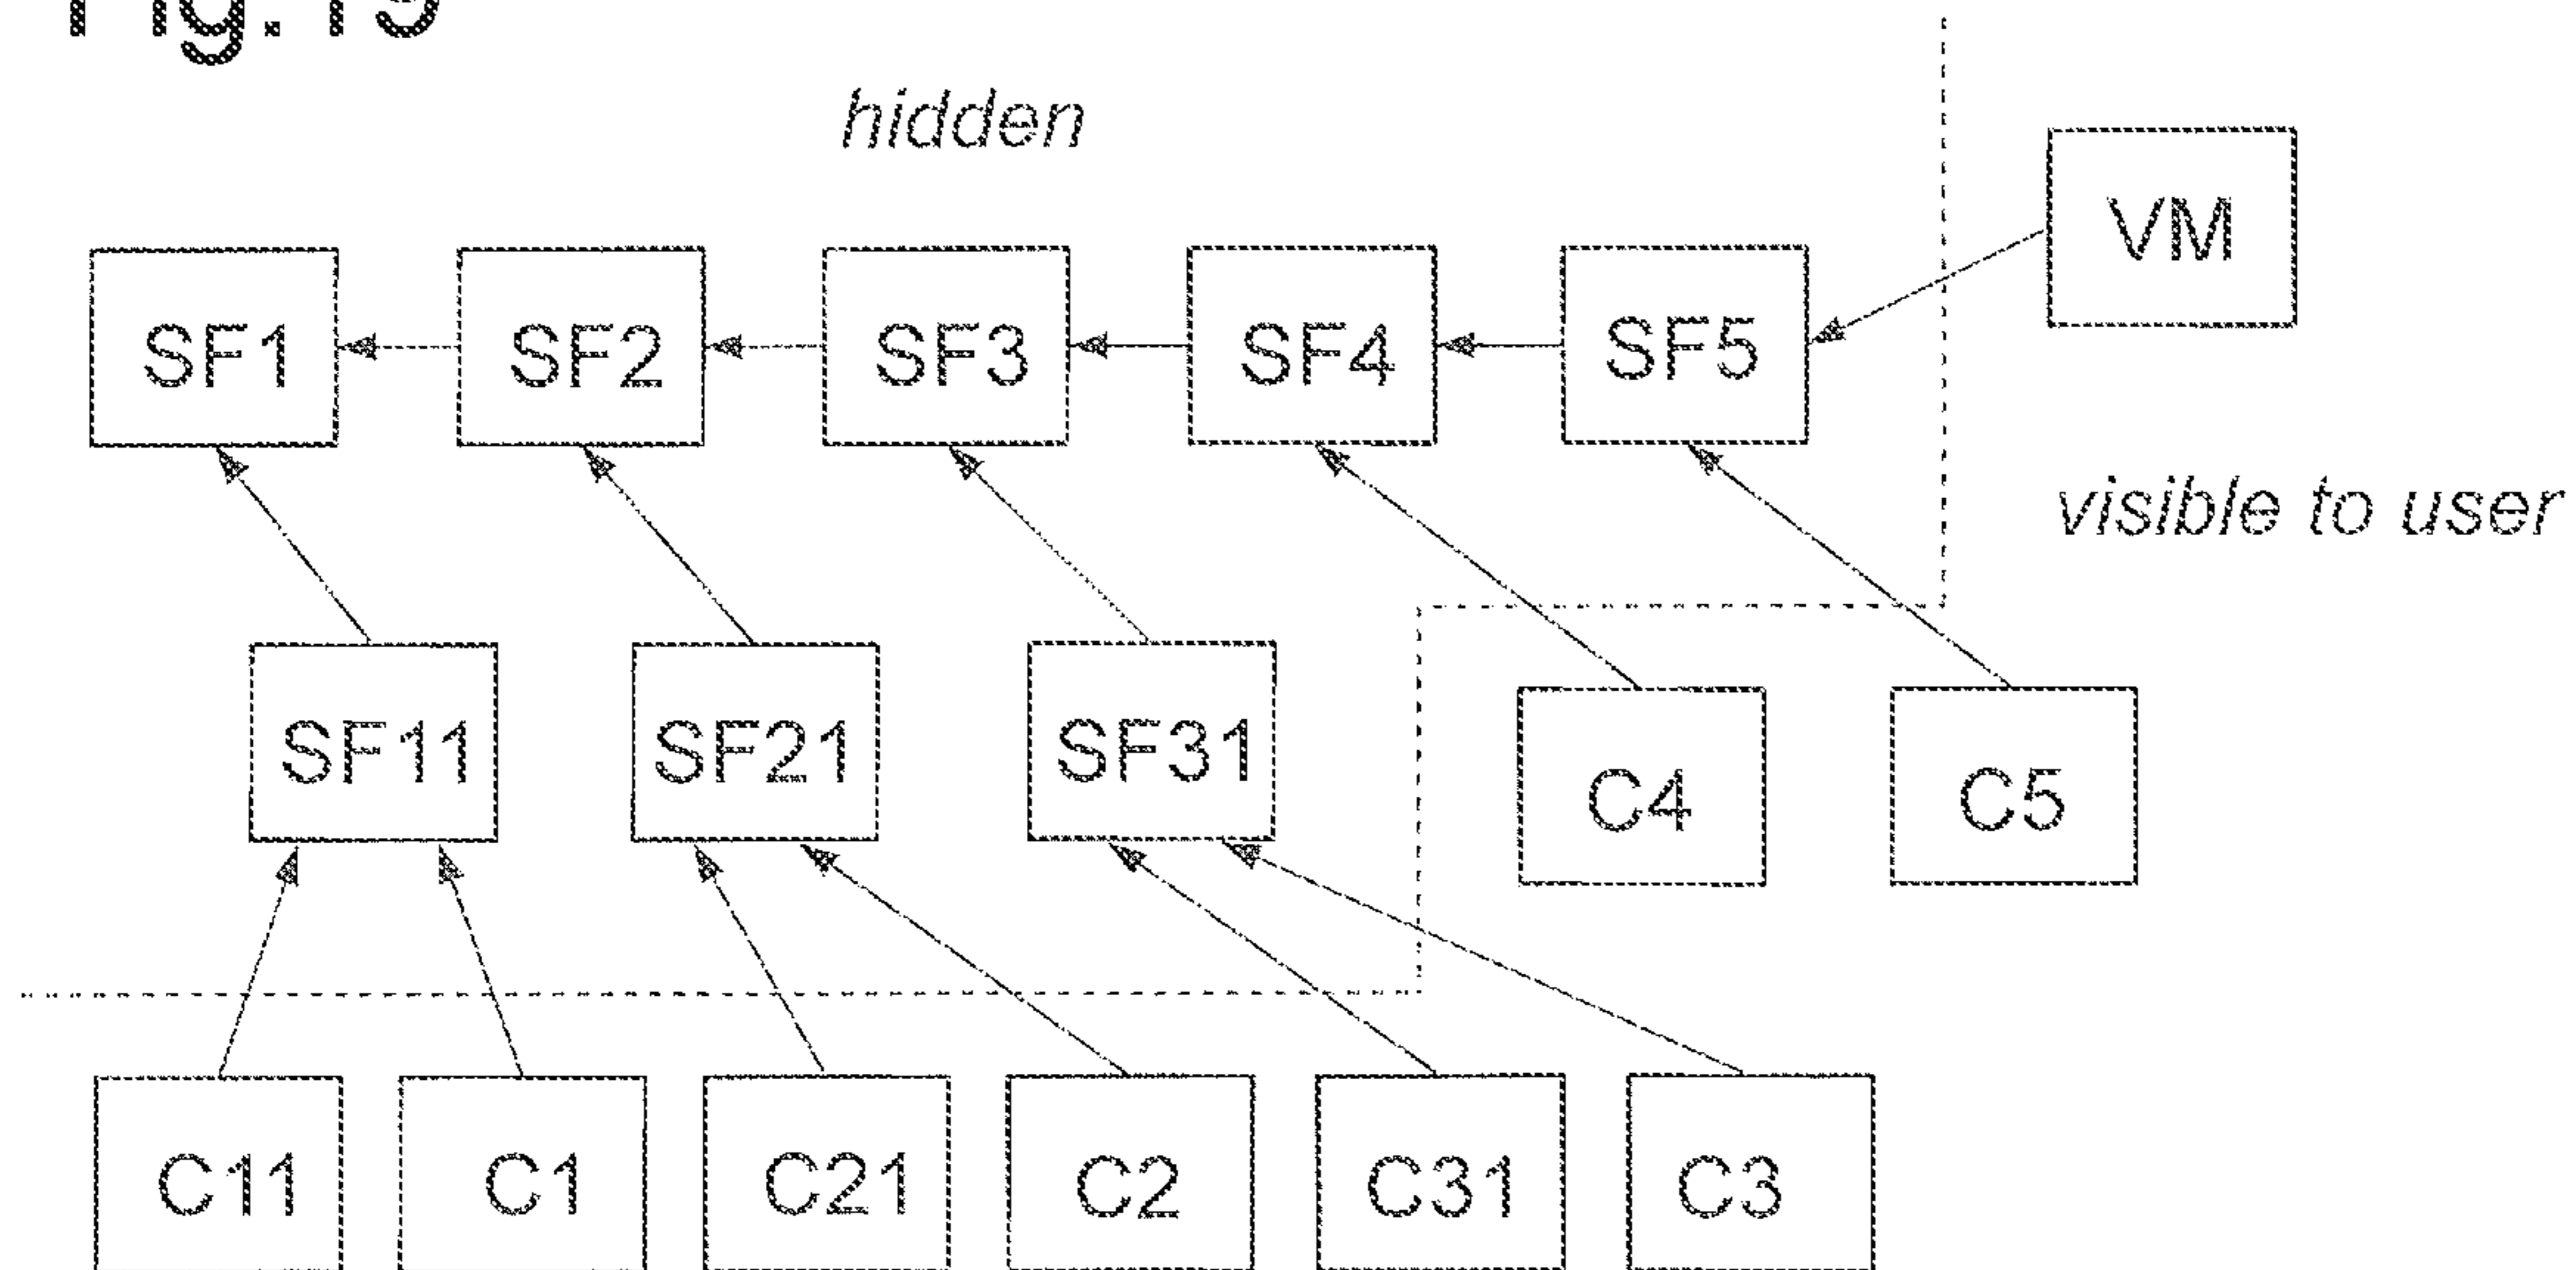 hidden
VM
SF1 SF2 SF3 SF4 SF5
visible to user
SF11 SF21 SF31
C4 C5
C11 C1 C21 C2 C31 C3